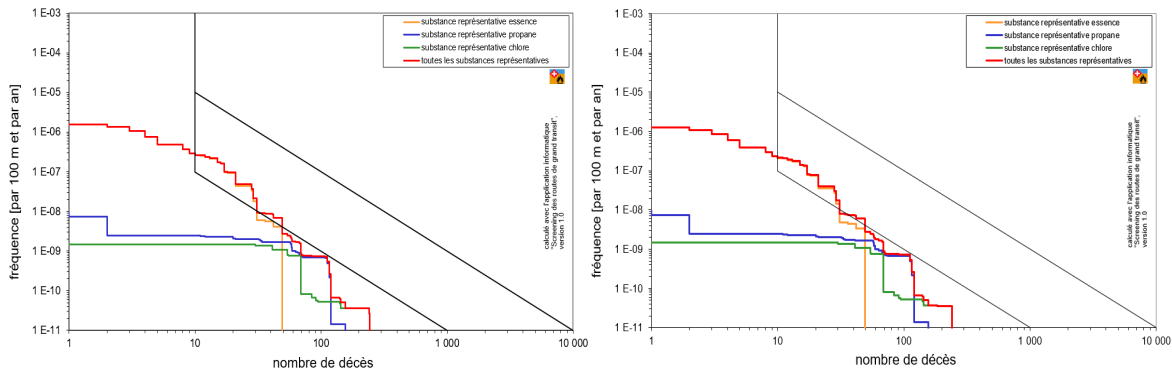 1 E-03
1 E-04
1 E-05
1 E-06
1 E-07
1 E-08
1 E-09
1 E-10
1 E-11
fréquence [par 100 m et par an]
substance représentative essence
substance représentative propane
substance représentative chlore
toutes les substances représentatives
calculé avec l'application informatique
"Screening des routes de grand transit",
version 1.0
1
10
100
1 000
10 000
nombre de décès
1 E-03
1 E-04
1 E-05
1 E-06
1 E-07
1 E-08
1 E-09
1 E-10
1 E-11
fréquence [par 100 m et par an]
substance représentative essence
substance représentative propane
substance représentative chlore
toutes les substances représentatives
calculé avec l'application informatique
"Screening des routes de grand transit",
version 1.0
1
10
100
1 000
10 000
nombre de décès